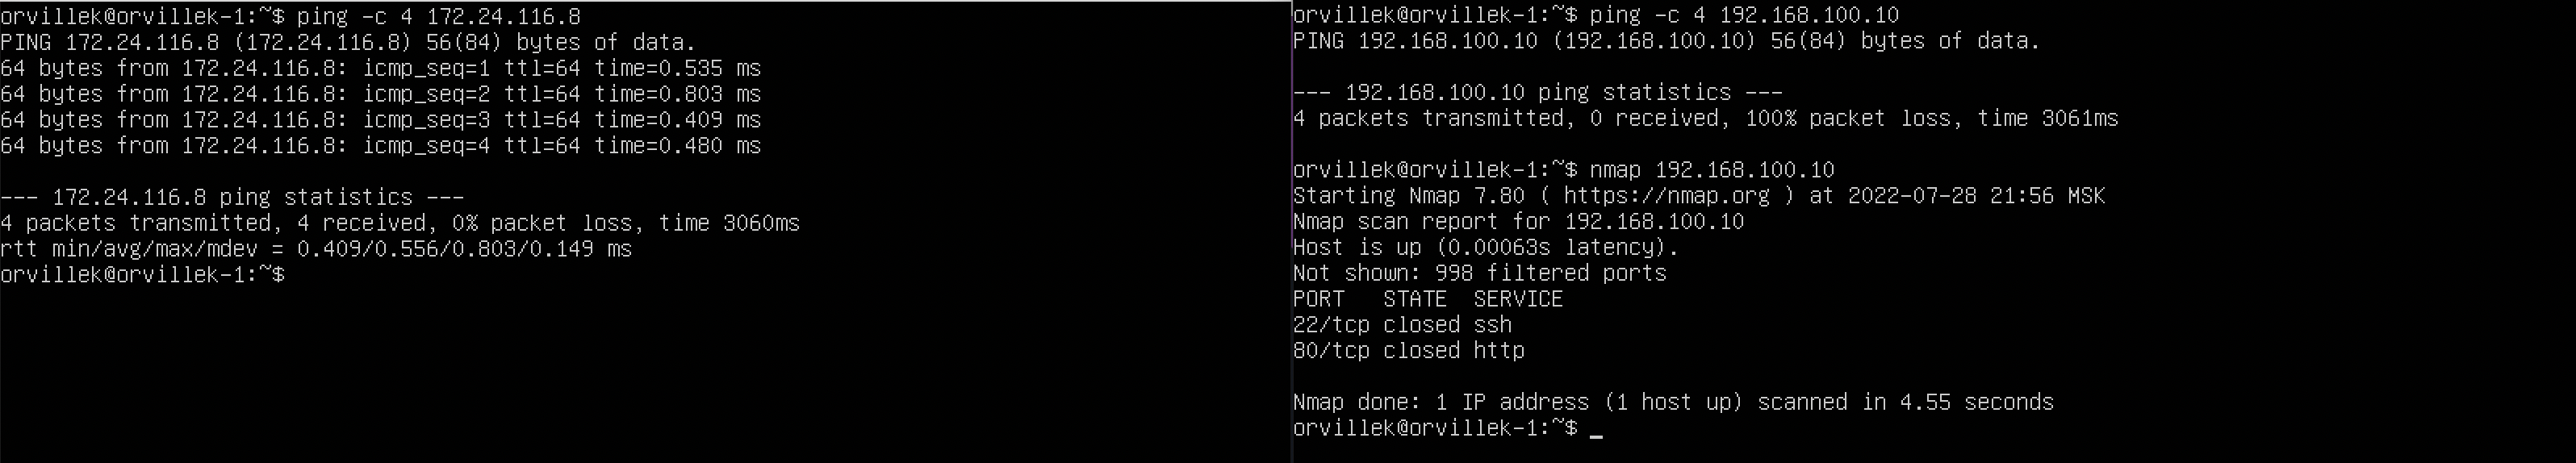 orvillek@orvillek-1:~$ ping -c 4 172.24.116.8
PING 172.24.116.8 (172.24.116.8) 56(84) bytes of data.
64 bytes from 172.24.116.8: icmp_seq=1 ttl=64 time=0.535 ms
64 bytes from 172.24.116.8: icmp_seq=2 ttl=64 time=0.803 ms
64 bytes from 172.24.116.8: icmp_seq=3 ttl=64 time=0.409 ms
64 bytes from 172.24.116.8: icmp_seq=4 ttl=64 time=0.480 ms
--- 172.24.116.8 ping statistics ---
4 packets transmitted, 4 received, 0% packet loss, time 3060ms
rtt min/avg/max/mdev = 0.409/0.556/0.803/0.149 ms
orvillek@orvillek-1:~$
orvillek@orvillek-1:~$ ping -c 4 192.168.100.10
PING 192.168.100.10 (192.168.100.10) 56(84) bytes of data.
--- 192.168.100.10 ping statistics ---
4 packets transmitted, 0 received, 100% packet loss, time 3061ms
orvillek@orvillek-1:~$ nmap 192.168.100.10
Starting Nmap 7.80 ( https://nmap.org ) at 2022-07-28 21:56 MSK
Nmap scan report for 192.168.100.10
Host is up (0.00063s latency).
Not shown: 998 filtered ports
PORT   STATE  SERVICE
22/tcp closed ssh
80/tcp closed http
Nmap done: 1 IP address (1 host up) scanned in 4.55 seconds
orvillek@orvillek-1:~$ _